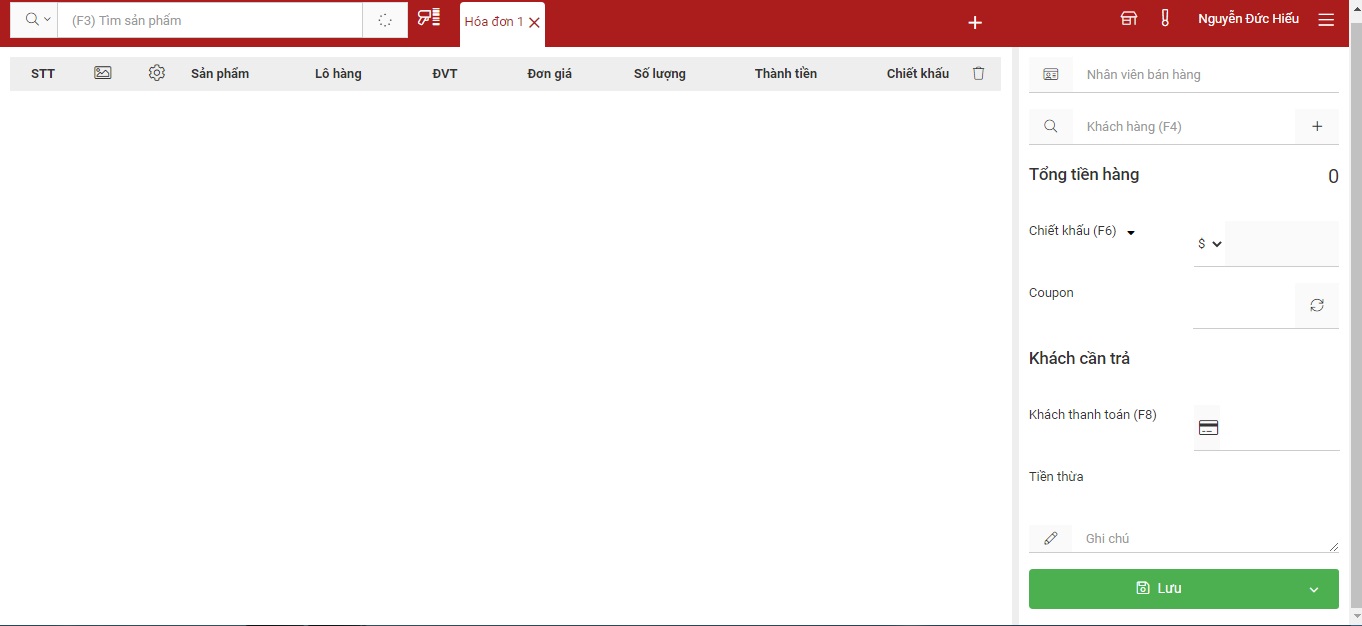 (F3) Tìm sản phẩm
Hóa đơn 1
Nguyễn Đức Hiếu
STT Sản phẩm Lô hàng ĐVT Đơn giá Số lượng Thành tiền Chiết khấu
Nhân viên bán hàng
Khách hàng (F4)
Tổng tiền hàng 0
Chiết khấu (F6) $
Coupon
Khách cần trả
Khách thanh toán (F8)
Tiền thừa
Ghi chú
Lưu